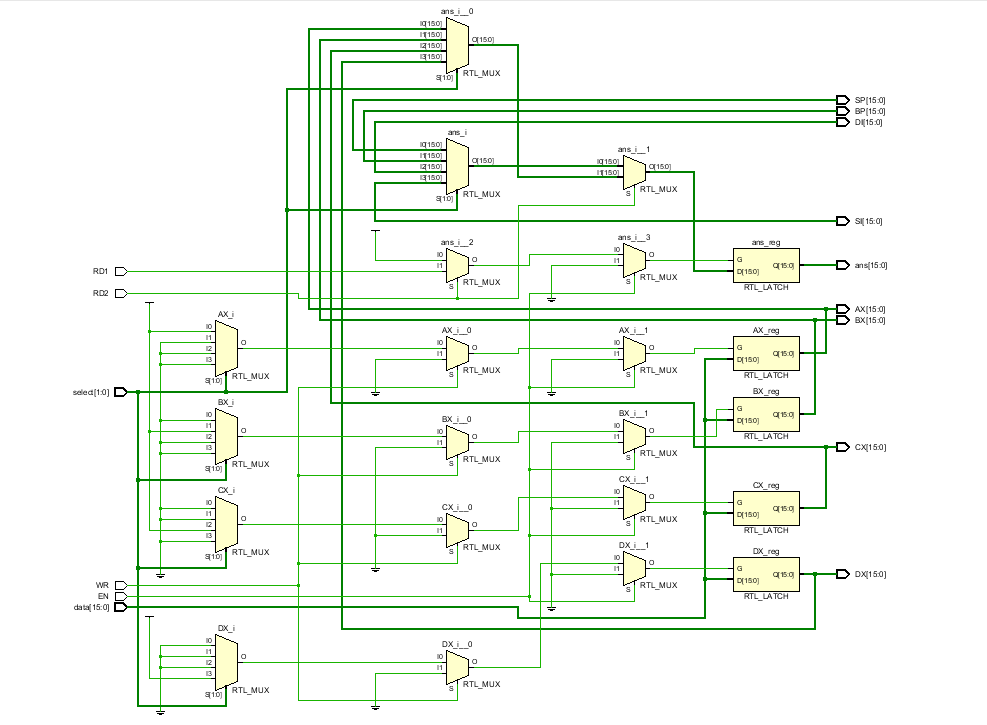 ans_i__0
I0[15:0]
I1[15:0]
I2[15:0]
I3[15:0]
O[15:0]
S[1:0]
RTL_MUX
SP[15:0]
BP[15:0]
DI[15:0]
ans_i
I0[15:0]
I1[15:0]
I2[15:0]
I3[15:0]
O[15:0]
S[1:0]
RTL_MUX
ans_i__1
I0[15:0]
I1[15:0]
O[15:0]
S
RTL_MUX
SI[15:0]
ans_i__2
I0
I1
O
S
RTL_MUX
ans_i__3
I0
I1
O
S
RTL_MUX
ans_reg
G
D[15:0]
Q[15:0]
RTL_LATCH
ans[15:0]
RD1
RD2
AX[15:0]
BX[15:0]
AX_i
I0
I1
I2
I3
O
S[1:0]
RTL_MUX
AX_i__0
I0
I1
O
S
RTL_MUX
AX_i__1
I0
I1
O
S
RTL_MUX
AX_reg
G
D[15:0]
Q[15:0]
RTL_LATCH
select[1:0]
BX_i
I0
I1
I2
I3
O
S[1:0]
RTL_MUX
BX_i__0
I0
I1
O
S
RTL_MUX
BX_i__1
I0
I1
O
S
RTL_MUX
BX_reg
G
D[15:0]
Q[15:0]
RTL_LATCH
CX[15:0]
CX_i
I0
I1
I2
I3
O
S[1:0]
RTL_MUX
CX_i__0
I0
I1
O
S
RTL_MUX
CX_i__1
I0
I1
O
S
RTL_MUX
CX_reg
G
D[15:0]
Q[15:0]
RTL_LATCH
DX_i__1
I0
I1
O
S
RTL_MUX
DX_reg
G
D[15:0]
Q[15:0]
RTL_LATCH
DX[15:0]
WR
EN
data[15:0]
DX_i
I0
I1
I2
I3
O
S[1:0]
RTL_MUX
DX_i__0
I0
I1
O
S
RTL_MUX